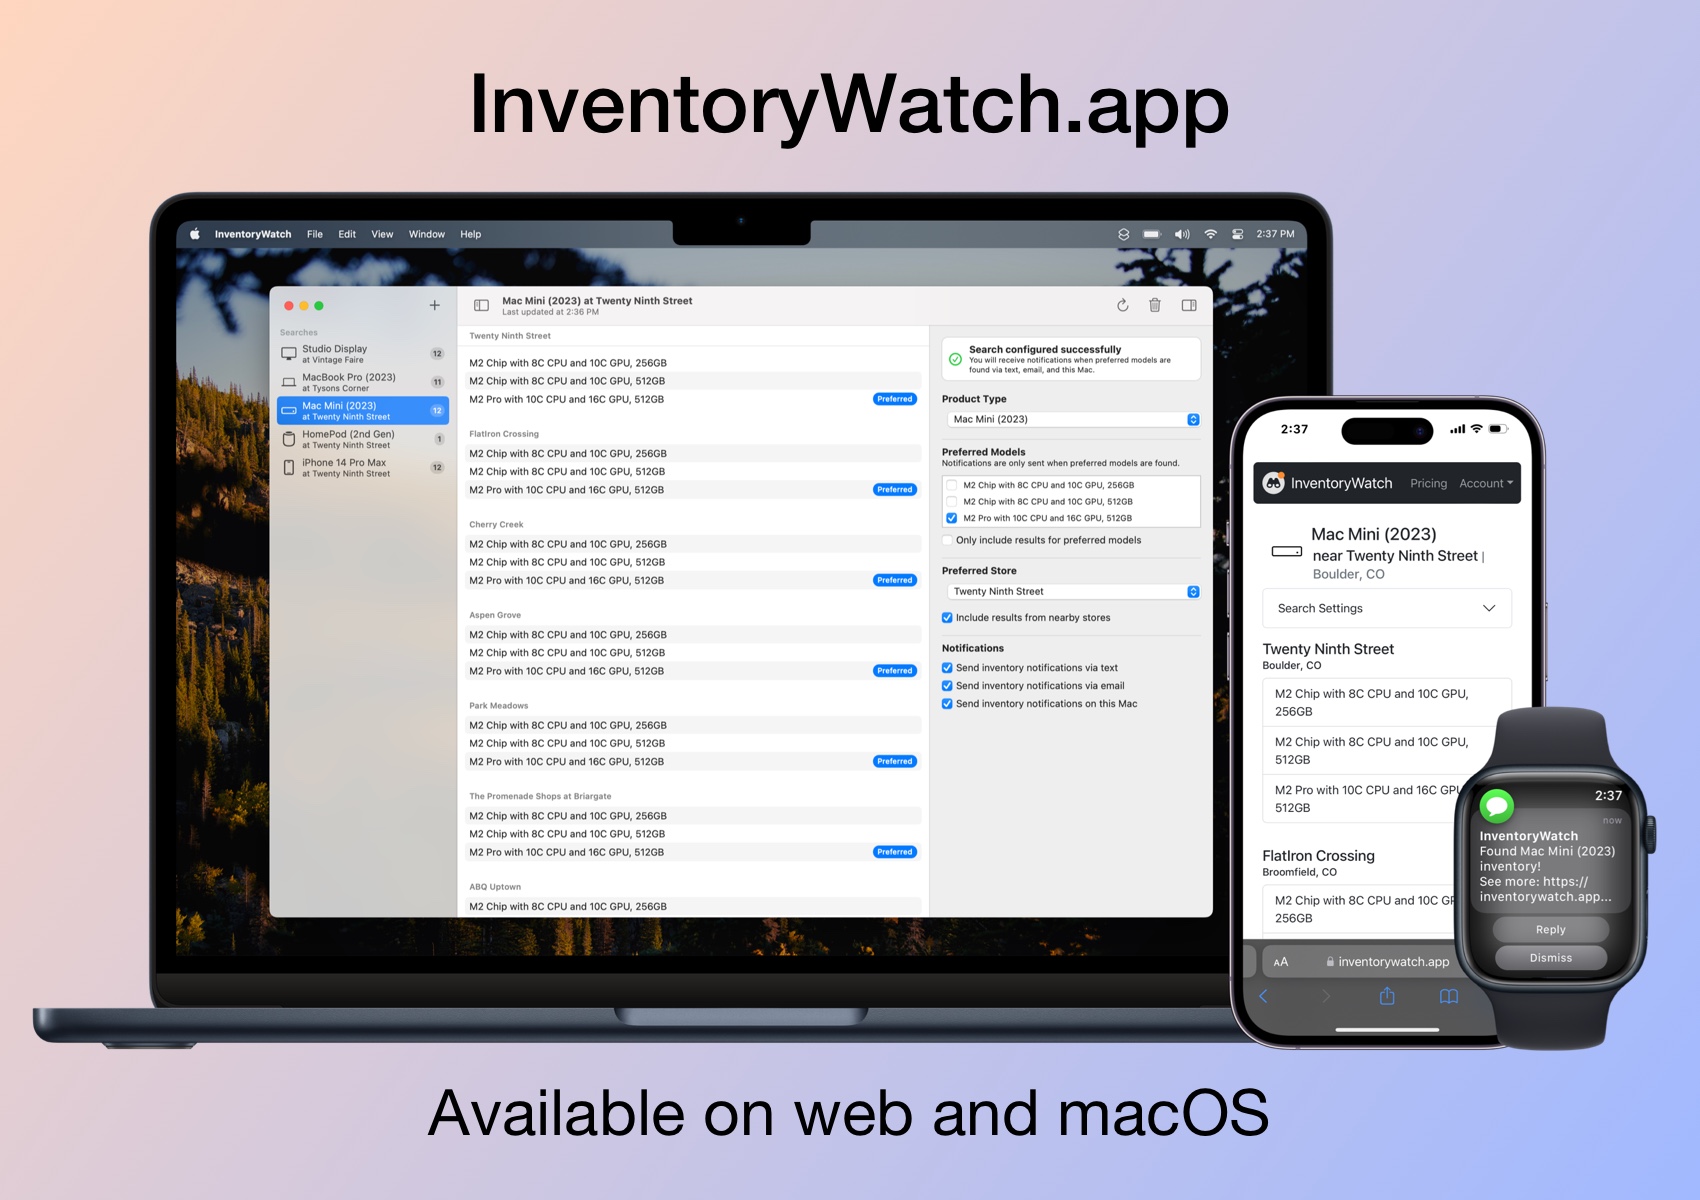 InventoryWatch.app
InventoryWatch File Edit View Window Help 2:37 PM
Searches
Studio Display
at Vintage Faire
12
MacBook Pro (2023)
at Tysons Corner
11
Mac Mini (2023)
at Twenty Ninth Street
12
HomePod (2nd Gen)
at Twenty Ninth Street
1
iPhone 14 Pro Max
at Twenty Ninth Street
12
Mac Mini (2023) at Twenty Ninth Street
Last updated at 2:36 PM
Twenty Ninth Street
M2 Chip with 8C CPU and 10C GPU, 256GB
M2 Chip with 8C CPU and 10C GPU, 512GB
M2 Pro with 10C CPU and 16C GPU, 512GB Preferred
FlatIron Crossing
M2 Chip with 8C CPU and 10C GPU, 256GB
M2 Chip with 8C CPU and 10C GPU, 512GB
M2 Pro with 10C CPU and 16C GPU, 512GB Preferred
Cherry Creek
M2 Chip with 8C CPU and 10C GPU, 256GB
M2 Chip with 8C CPU and 10C GPU, 512GB
M2 Pro with 10C CPU and 16C GPU, 512GB Preferred
Aspen Grove
M2 Chip with 8C CPU and 10C GPU, 256GB
M2 Chip with 8C CPU and 10C GPU, 512GB
M2 Pro with 10C CPU and 16C GPU, 512GB Preferred
Park Meadows
M2 Chip with 8C CPU and 10C GPU, 256GB
M2 Chip with 8C CPU and 10C GPU, 512GB
M2 Pro with 10C CPU and 16C GPU, 512GB Preferred
The Promenade Shops at Briargate
M2 Chip with 8C CPU and 10C GPU, 256GB
M2 Chip with 8C CPU and 10C GPU, 512GB
M2 Pro with 10C CPU and 16C GPU, 512GB Preferred
ABQ Uptown
M2 Chip with 8C CPU and 10C GPU, 256GB
Search configured successfully
You will receive notifications when preferred models are
found via text, email, and this Mac.
Product Type
Mac Mini (2023)
Preferred Models
Notifications are only sent when preferred models are found.
M2 Chip with 8C CPU and 10C GPU, 256GB
M2 Chip with 8C CPU and 10C GPU, 512GB
M2 Pro with 10C CPU and 16C GPU, 512GB
Only include results for preferred models
Preferred Store
Twenty Ninth Street
Include results from nearby stores
Notifications
Send inventory notifications via text
Send inventory notifications via email
Send inventory notifications on this Mac
2:37
InventoryWatch Pricing Account
Mac Mini (2023)
near Twenty Ninth Street |
Boulder, CO
Search Settings
Twenty Ninth Street
Boulder, CO
M2 Chip with 8C CPU and 10C GPU,
256GB
M2 Chip with 8C CPU and 10C GPU,
512GB
M2 Pro with 10C CPU and 16C GPU
512GB
FlatIron Crossing
Broomfield, CO
M2 Chip with 8C CPU and 10C GP
256GB
AA inventorywatch.app
2:37
now
InventoryWatch
Found Mac Mini (2023)
inventory!
See more: https://
inventorywatch.app...
Reply
Dismiss
Available on web and macOS